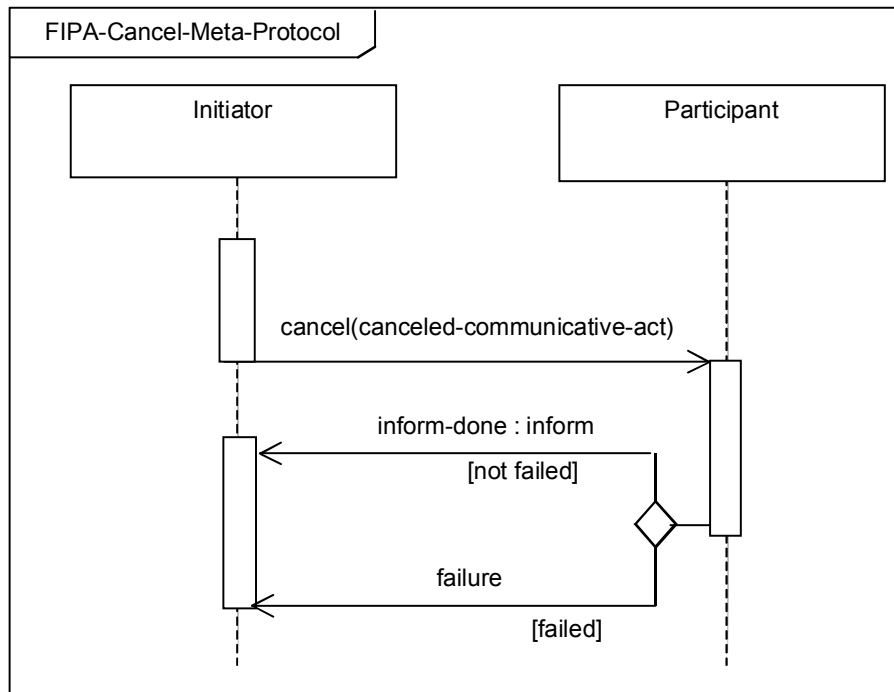 FIPA-Cancel-Meta-Protocol
Initiator
Participant
cancel(canceled-communicative-act)
inform-done : inform
[not failed]
failure
[failed]